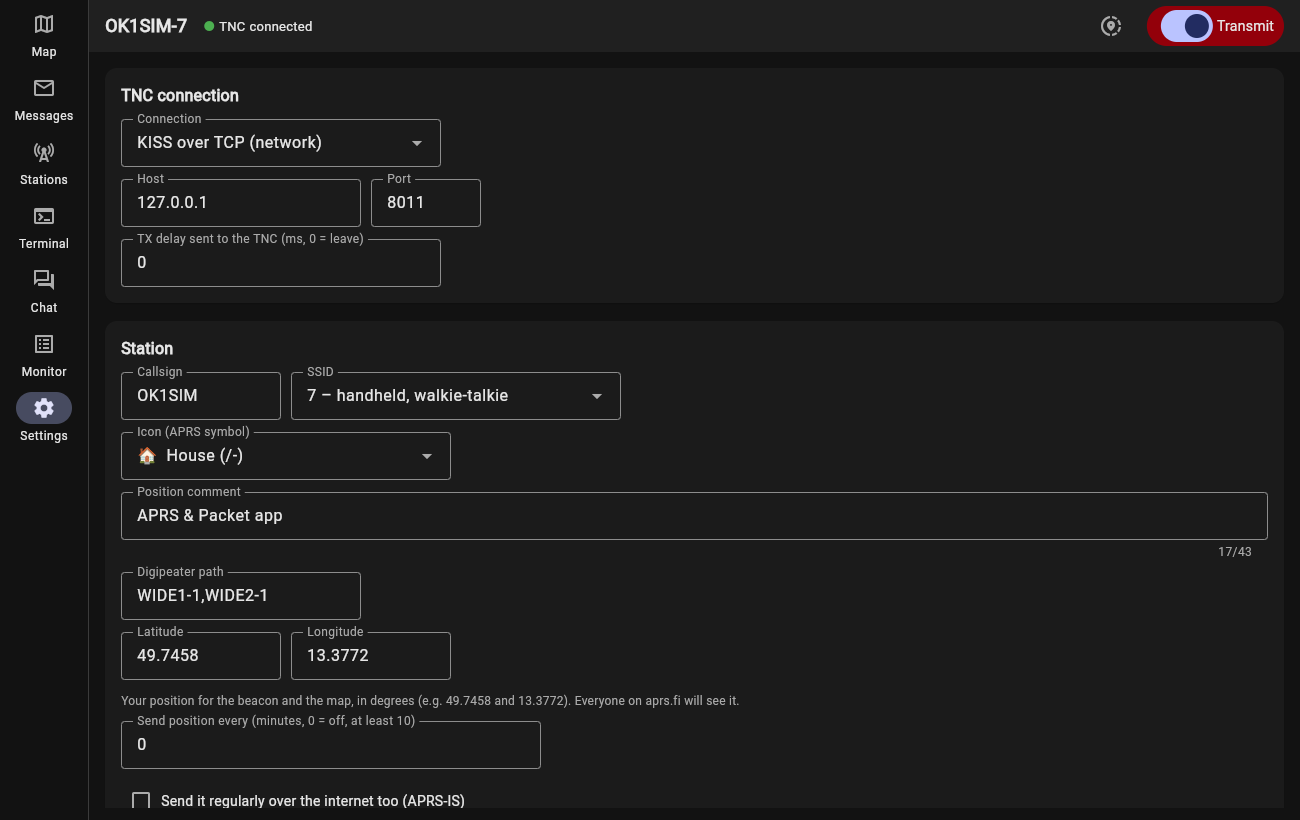 OK1SIM-7
TNC connected
Transmit
Map
Messages
Stations
Terminal
Chat
Monitor
Settings
TNC connection
Connection
KISS over TCP (network)
Host
127.0.0.1
Port
8011
TX delay sent to the TNC (ms, 0 = leave)
0
Station
Callsign
OK1SIM
SSID
7 – handheld, walkie-talkie
Icon (APRS symbol)
House (/-)
Position comment
APRS & Packet app
17/43
Digipeater path
WIDE1-1,WIDE2-1
Latitude
49.7458
Longitude
13.3772
Your position for the beacon and the map, in degrees (e.g. 49.7458 and 13.3772). Everyone on aprs.fi will see it.
Send position every (minutes, 0 = off, at least 10)
0
Send it regularly over the internet too (APRS-IS)